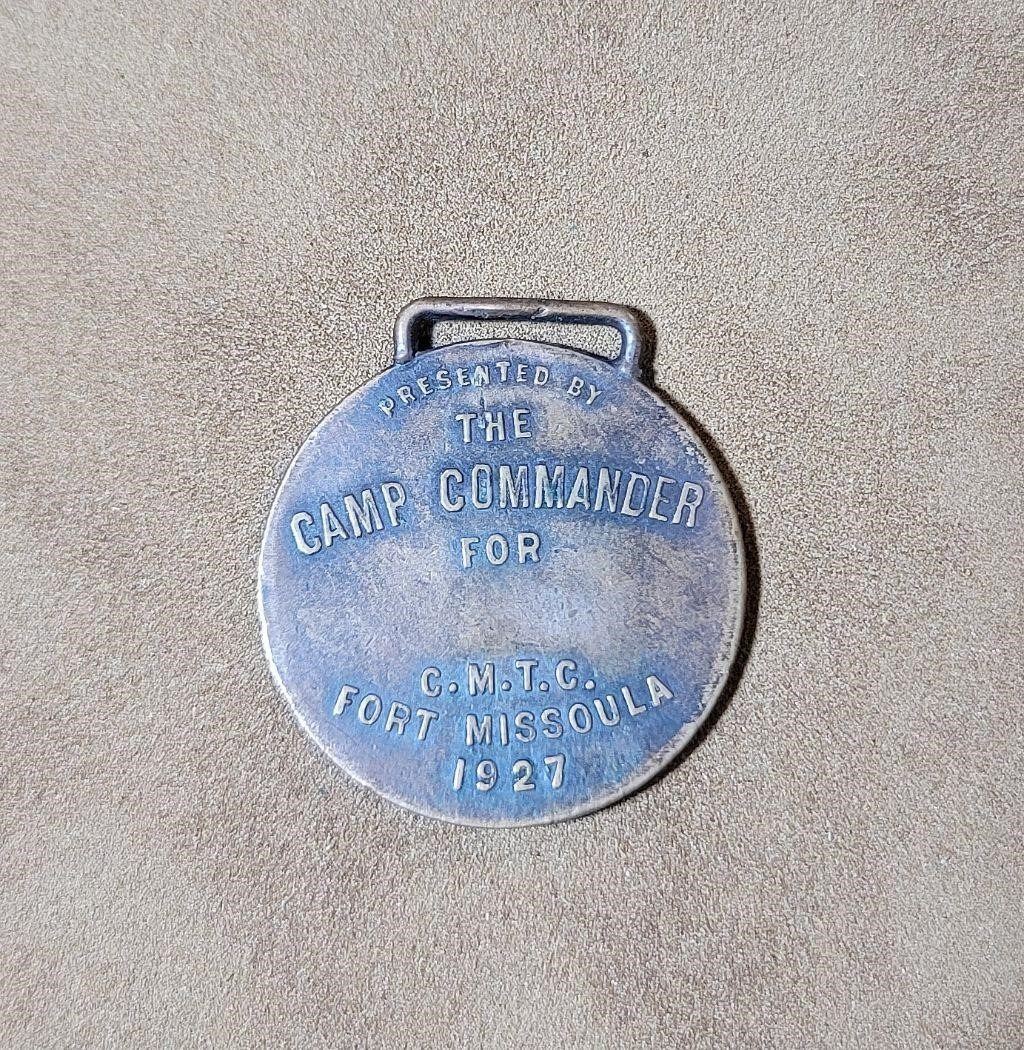 PRESENTED BY
THE
CAMP COMMANDER
FOR
C.M.T.C.
FORT MISSOULA
1927